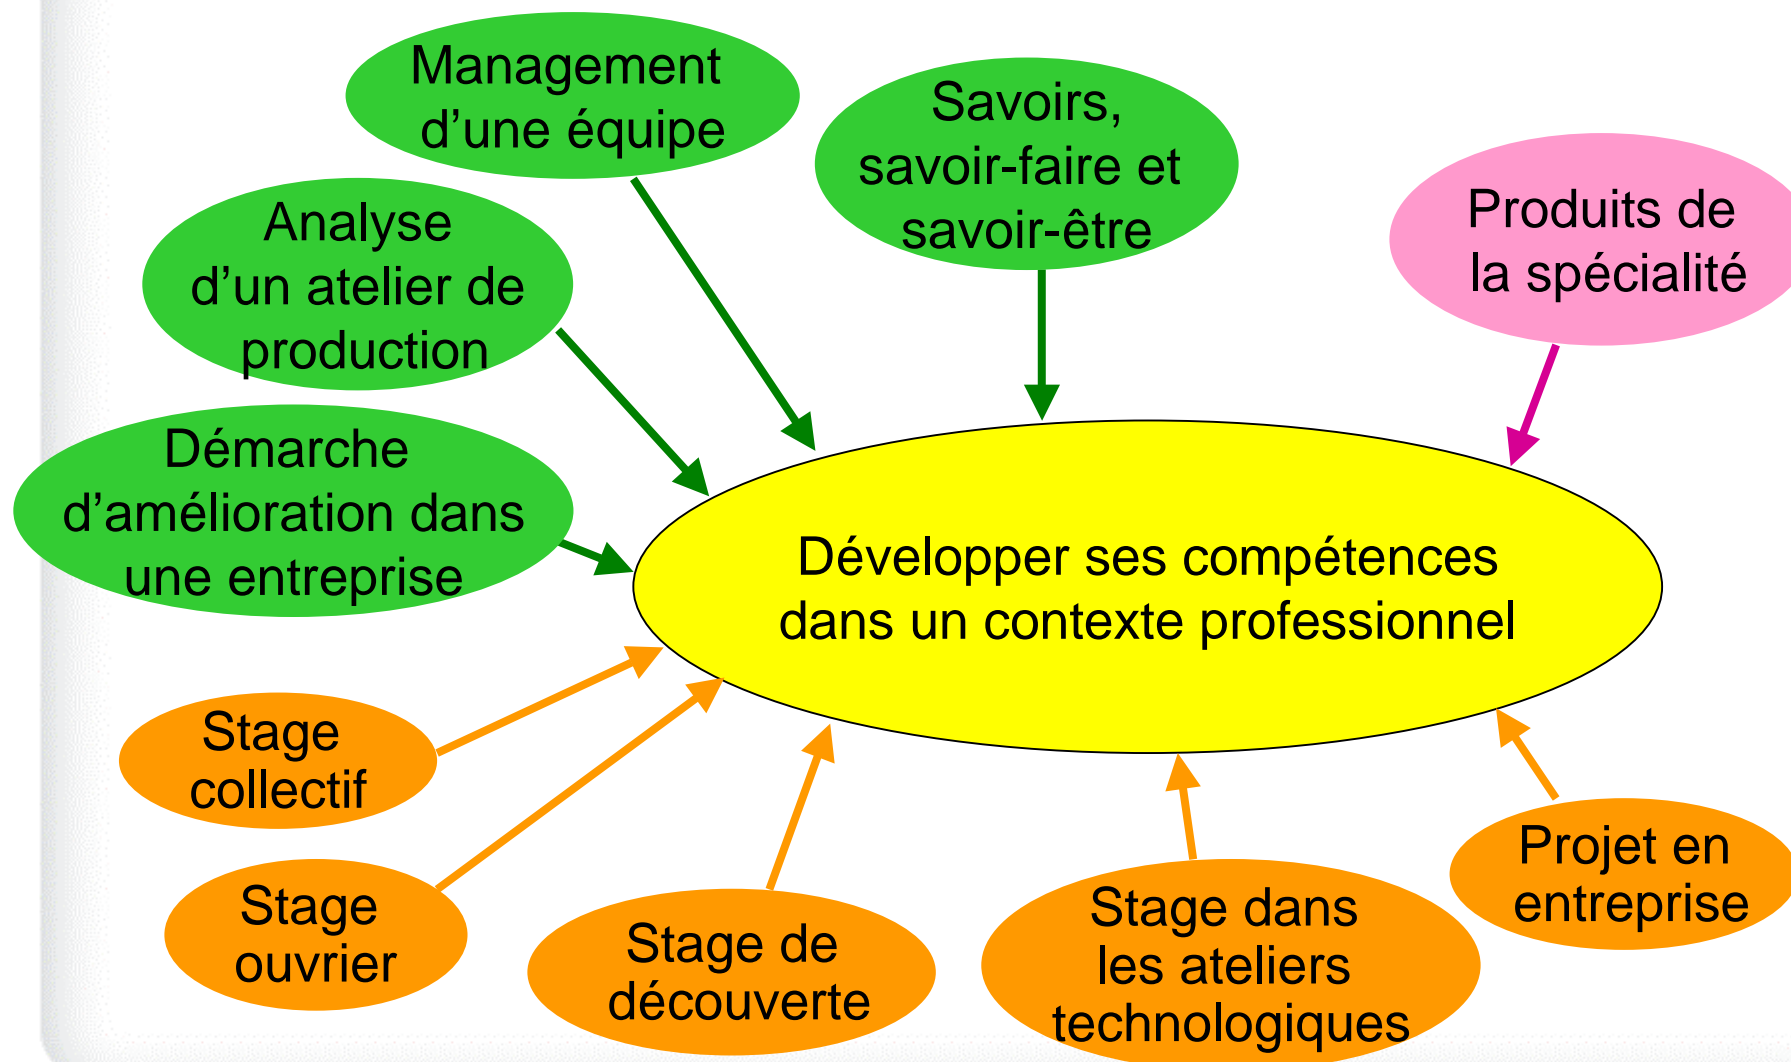 Management
d’une équipe
Savoirs,
savoir-faire et
savoir-être
Produits de
la spécialité
Analyse
d’un atelier de
production
Démarche
d’amélioration dans
une entreprise
Développer ses compétences
dans un contexte professionnel
Stage
collectif
Stage
ouvrier
Stage de
découverte
Stage dans
les ateliers
technologiques
Projet en
entreprise